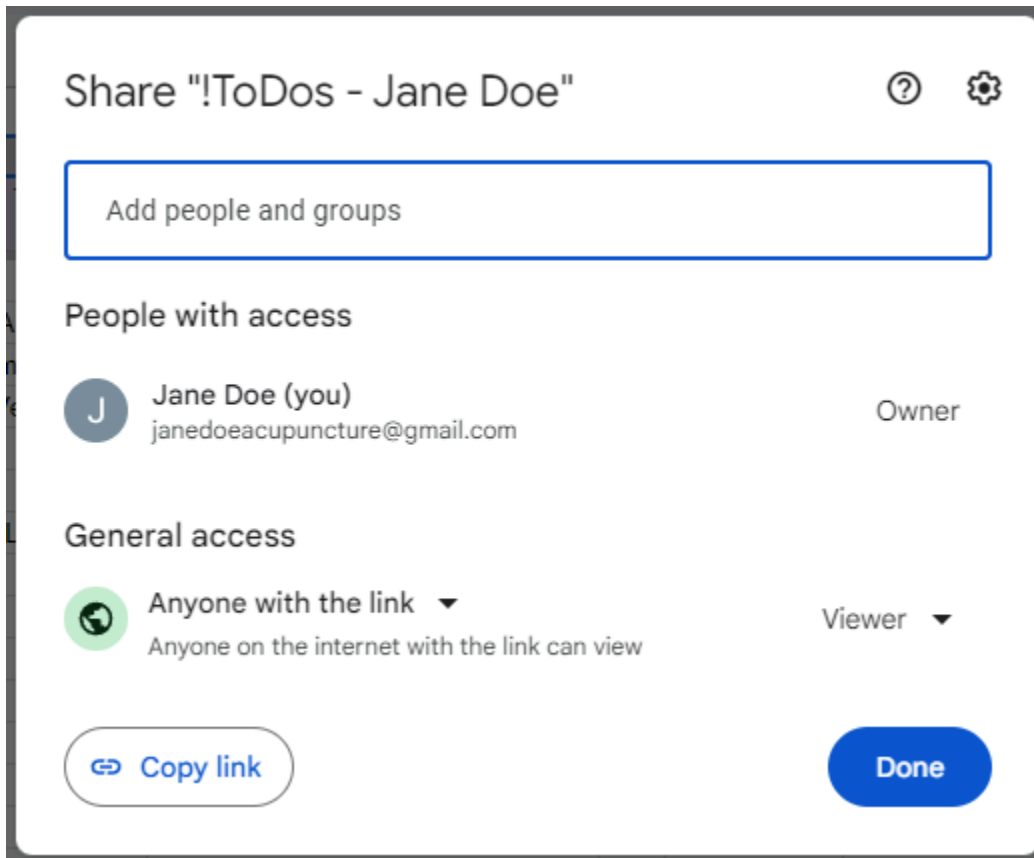 Share "!ToDos - Jane Doe"
Add people and groups
People with access
J
Jane Doe (you)
janedoeacupuncture@gmail.com
Owner
General access
Anyone with the link
Anyone on the internet with the link can view
Viewer
Copy link
Done